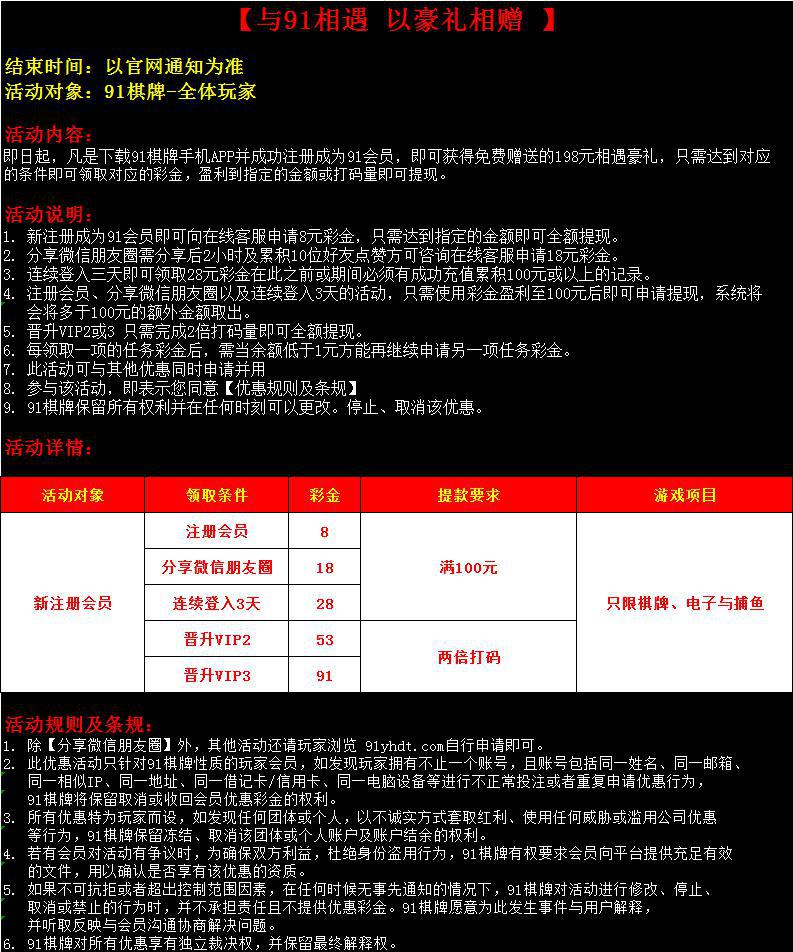 【与91相遇 以豪礼相赠 】
结束时间：以官网通知为准
活动对象：91棋牌-全体玩家
活动内容：
即日起，凡是下载91棋牌手机APP并成功注册成为91会员，即可获得免费赠送的198元相遇豪礼，只需达到对应
的条件即可领取对应的彩金，盈利到指定的金额或打码量即可提现。
活动说明：
1. 新注册成为91会员即可向在线客服申请8元彩金，只需达到指定的金额即可全额提现。
2. 分享微信朋友圈需分享后2小时及累积10位好友点赞方可咨询在线客服申请18元彩金。
3. 连续登入三天即可领取28元彩金在此之前或期间必须有成功充值累积100元或以上的记录。
4. 注册会员、分享微信朋友圈以及连续登入3天的活动，只需使用彩金盈利至100元后即可申请提现，系统将
会将多于100元的额外金额取出。
5. 晋升VIP2或3 只需完成2倍打码量即可全额提现。
6. 每领取一项的任务彩金后，需当余额低于1元方能再继续申请另一项任务彩金。
7. 此活动可与其他优惠同时申请并用
8. 参与该活动，即表示您同意【优惠规则及条规】
9. 91棋牌保留所有权利并在任何时刻可以更改。停止、取消该优惠。
活动详情：
活动对象 领取条件 彩金 提款要求 游戏项目
注册会员 8
分享微信朋友圈 18 满100元
新注册会员 连续登入3天 28 只限棋牌、电子与捕鱼
晋升VIP2 53
两倍打码
晋升VIP3 91
活动规则及条规：
1. 除【分享微信朋友圈】外，其他活动还请玩家浏览 91yhdt.com自行申请即可。
2. 此优惠活动只针对91棋牌性质的玩家会员，如发现玩家拥有不止一个账号，且账号包括同一姓名、同一邮箱、
同一相似IP、同一地址、同一借记卡/信用卡、同一电脑设备等进行不正常投注或者重复申请优惠行为，
91棋牌将保留取消或收回会员优惠彩金的权利。
3. 所有优惠特为玩家而设，如发现任何团体或个人，以不诚实方式套取红利、使用任何威胁或滥用公司优惠
等行为，91棋牌保留冻结、取消该团体或个人账户及账户结余的权利。
4. 若有会员对活动有争议时，为确保双方利益，杜绝身份盗用行为，91棋牌有权要求会员向平台提供充足有效
的文件，用以确认是否享有该优惠的资质。
5. 如果不可抗拒或者超出控制范围因素，在任何时候无事先通知的情况下，91棋牌对活动进行修改、停止、
取消或禁止的行为时，并不承担责任且不提供优惠彩金。91棋牌愿意为此发生事件与用户解释，
并听取反映与会员沟通协商解决问题。
6. 91棋牌对所有优惠享有独立裁决权，并保留最终解释权。